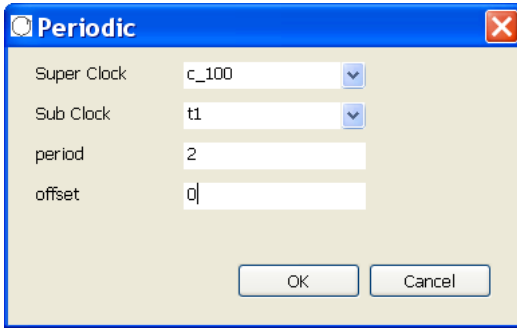 Periodic
Super Clock c_100
Sub Clock t1
period 2
offset 0
OK Cancel